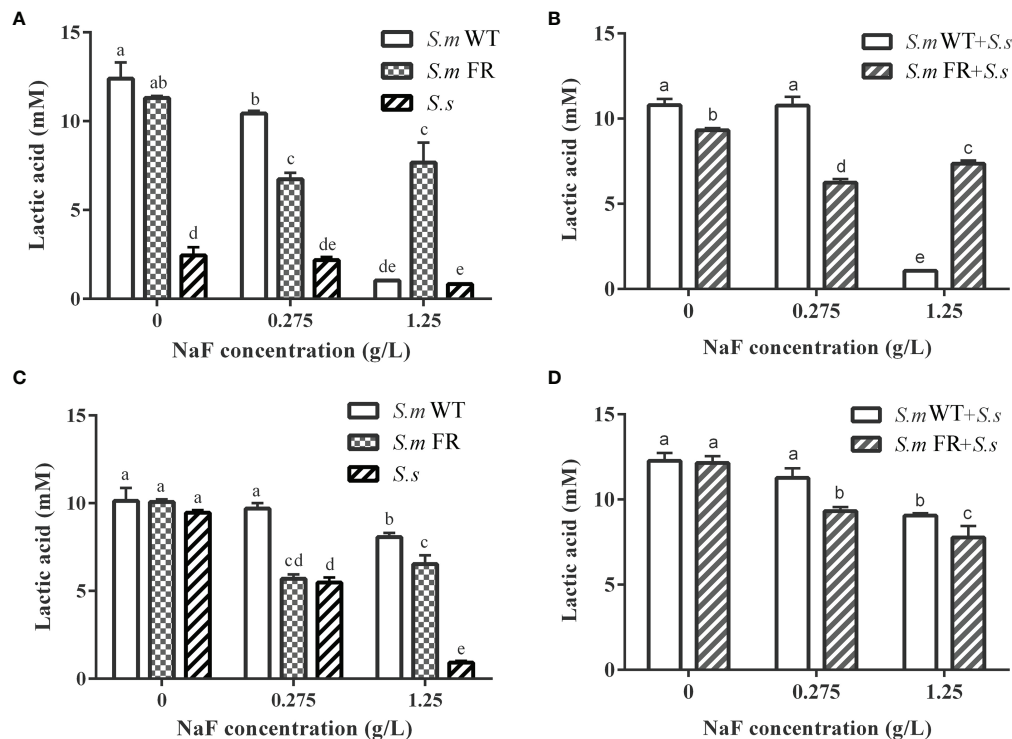 A
15
10
5
0
Lactic acid (mM)
S.m WT
S.m FR
S.s
a
ab
d
b
c
de
de
c
e
0
0.275
1.25
NaF concentration (g/L)
B
15
10
5
0
Lactic acid (mM)
S.m WT+S.s
S.m FR+S.s
a
b
a
d
e
c
0
0.275
1.25
NaF concentration (g/L)
C
15
10
5
0
Lactic acid (mM)
S.m WT
S.m FR
S.s
a
a
a
a
cd
d
b
c
e
0
0.275
1.25
NaF concentration (g/L)
D
15
10
5
0
Lactic acid (mM)
S.m WT+S.s
S.m FR+S.s
a
a
a
b
b
c
0
0.275
1.25
NaF concentration (g/L)